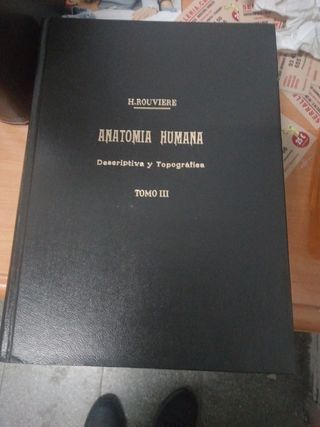 H. ROUVIERE
ANATOMIA HUMANA
Descriptiva y Topográfica
TOMO III